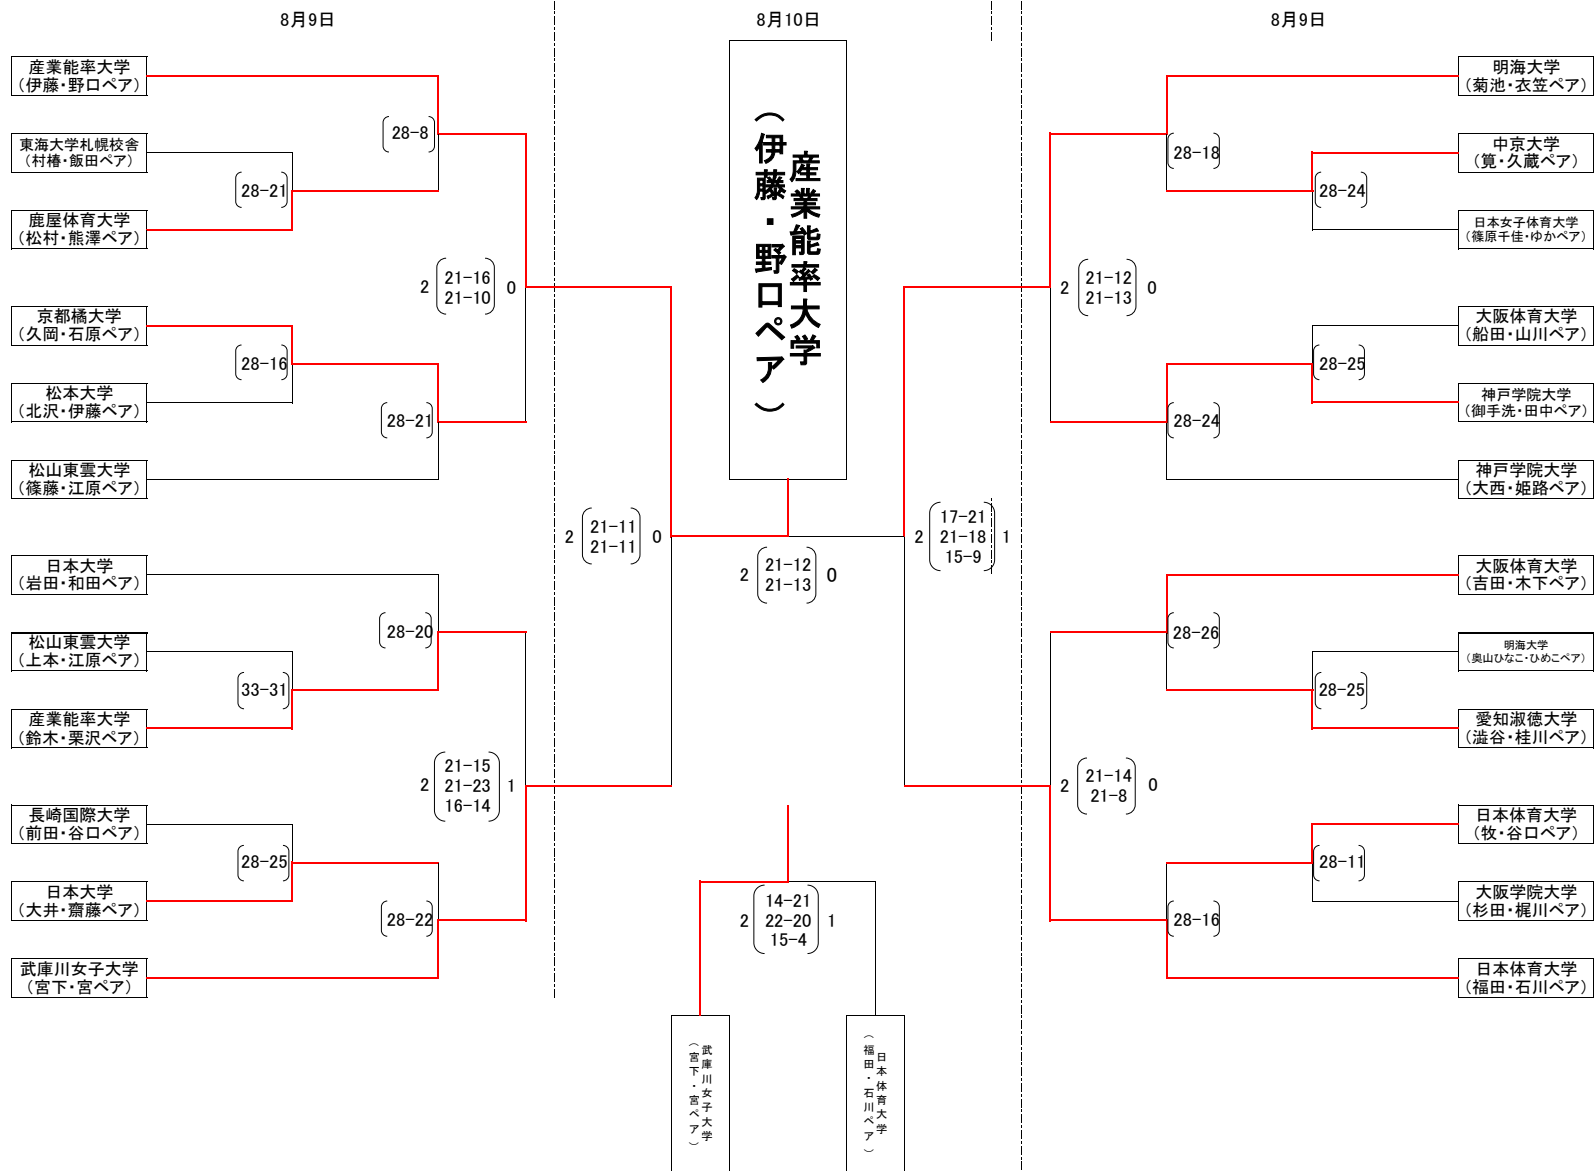 8月9日
8月10日
8月9日
産業能率大学
(伊藤・野口ペア)
東海大学札幌校舎
(村椿・飯田ペア)
鹿屋体育大学
(松村・熊澤ペア)
京都橘大学
(久岡・石原ペア)
松本大学
(北沢・伊藤ペア)
松山東雲大学
(篠藤・江原ペア)
日本大学
(岩田・和田ペア)
松山東雲大学
(上本・江原ペア)
産業能率大学
(鈴木・栗沢ペア)
長崎国際大学
(前田・谷口ペア)
日本大学
(大井・齋藤ペア)
武庫川女子大学
(宮下・宮ペア)
28-8
28-21
28-16
28-21
28-20
33-31
28-25
28-22
2
21-16
21-10
0
2
21-15
21-23
16-14
1
2
21-11
21-11
0
産業能率大学
(伊藤・野口ペア)
2
21-12
21-13
0
2
17-21
21-18
15-9
1
2
14-21
22-20
15-4
1
武庫川女子大学
(宮下・宮ペア)
日本体育大学
(福田・石川ペア)
2
21-12
21-13
0
2
21-14
21-8
0
28-18
28-24
28-25
28-24
28-26
28-25
28-11
28-16
明海大学
(菊池・衣笠ペア)
中京大学
(筧・久蔵ペア)
日本女子体育大学
(篠原千佳・ゆかペア)
大阪体育大学
(船田・山川ペア)
神戸学院大学
(御手洗・田中ペア)
神戸学院大学
(大西・姫路ペア)
大阪体育大学
(吉田・木下ペア)
明海大学
(奥山ひなこ・ひめこペア)
愛知淑徳大学
(澁谷・桂川ペア)
日本体育大学
(牧・谷口ペア)
大阪学院大学
(杉田・梶川ペア)
日本体育大学
(福田・石川ペア)